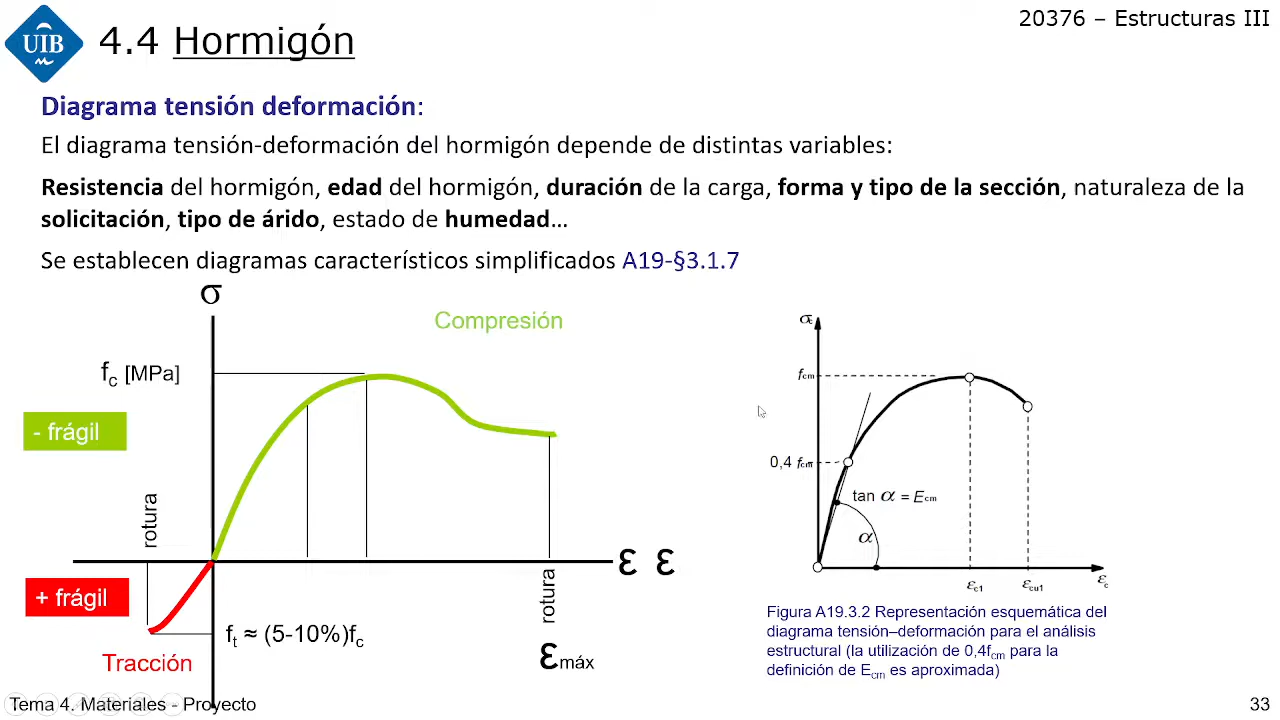 UIB
4.4 Hormigón
20376 – Estructuras III
Diagrama tensión deformación:
El diagrama tensión-deformación del hormigón depende de distintas variables:
Resistencia del hormigón, edad del hormigón, duración de la carga, forma y tipo de la sección, naturaleza de la
solicitación, tipo de árido, estado de humedad…
Se establecen diagramas característicos simplificados A19-§3.1.7
σ
Compresión
fc [MPa]
- frágil
rotura
ε ε
+ frágil
rotura
ft ≈ (5-10%)fc
Tracción
εmáx
σc
fcm
0,4 fcm
tan α = Ecm
α
εc1
εcu1
εc
Figura A19.3.2 Representación esquemática del
diagrama tensión–deformación para el análisis
estructural (la utilización de 0,4fcm para la
definición de Ecm es aproximada)
Tema 4. Materiales - Proyecto
33